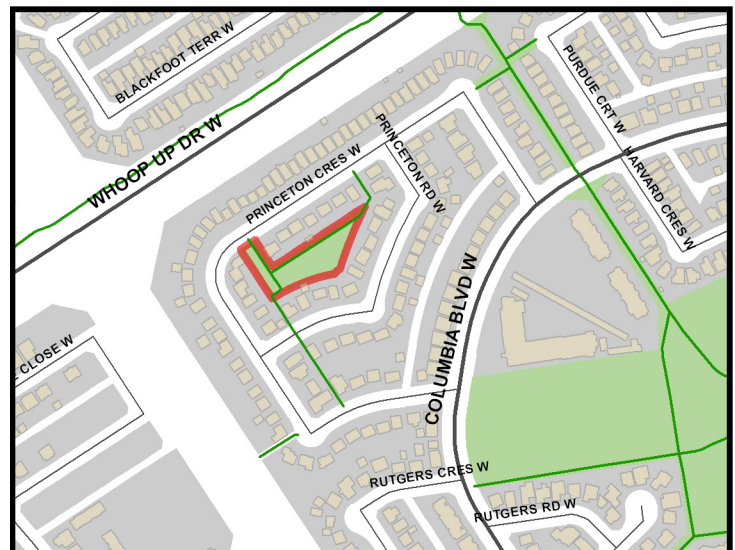 BLACKFOOT TERR W
PURDUE CRT W
WHOOP UP DR W
PRINCETON CRES W
PRINCETON RD W
HARVARD CRES W
COLUMBIA BLVD W
CLOSE W
RUTGERS CRES W
RUTGERS RD W